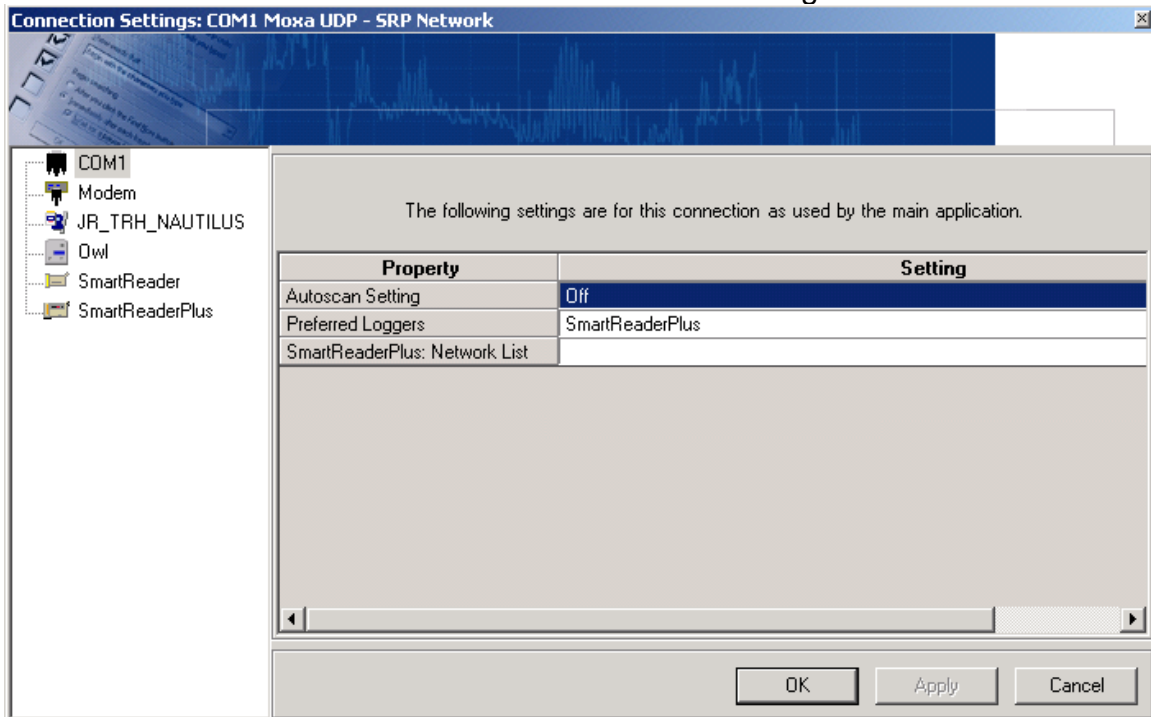 Connection Settings: COM1 Moxa UDP - SRP Network
COM1
Modem
JR_TRH_NAUTILUS
Owl
SmartReader
SmartReaderPlus
The following settings are for this connection as used by the main application.
Property Setting
Autoscan Setting Off
Preferred Loggers SmartReaderPlus
SmartReaderPlus: Network List
OK Apply Cancel